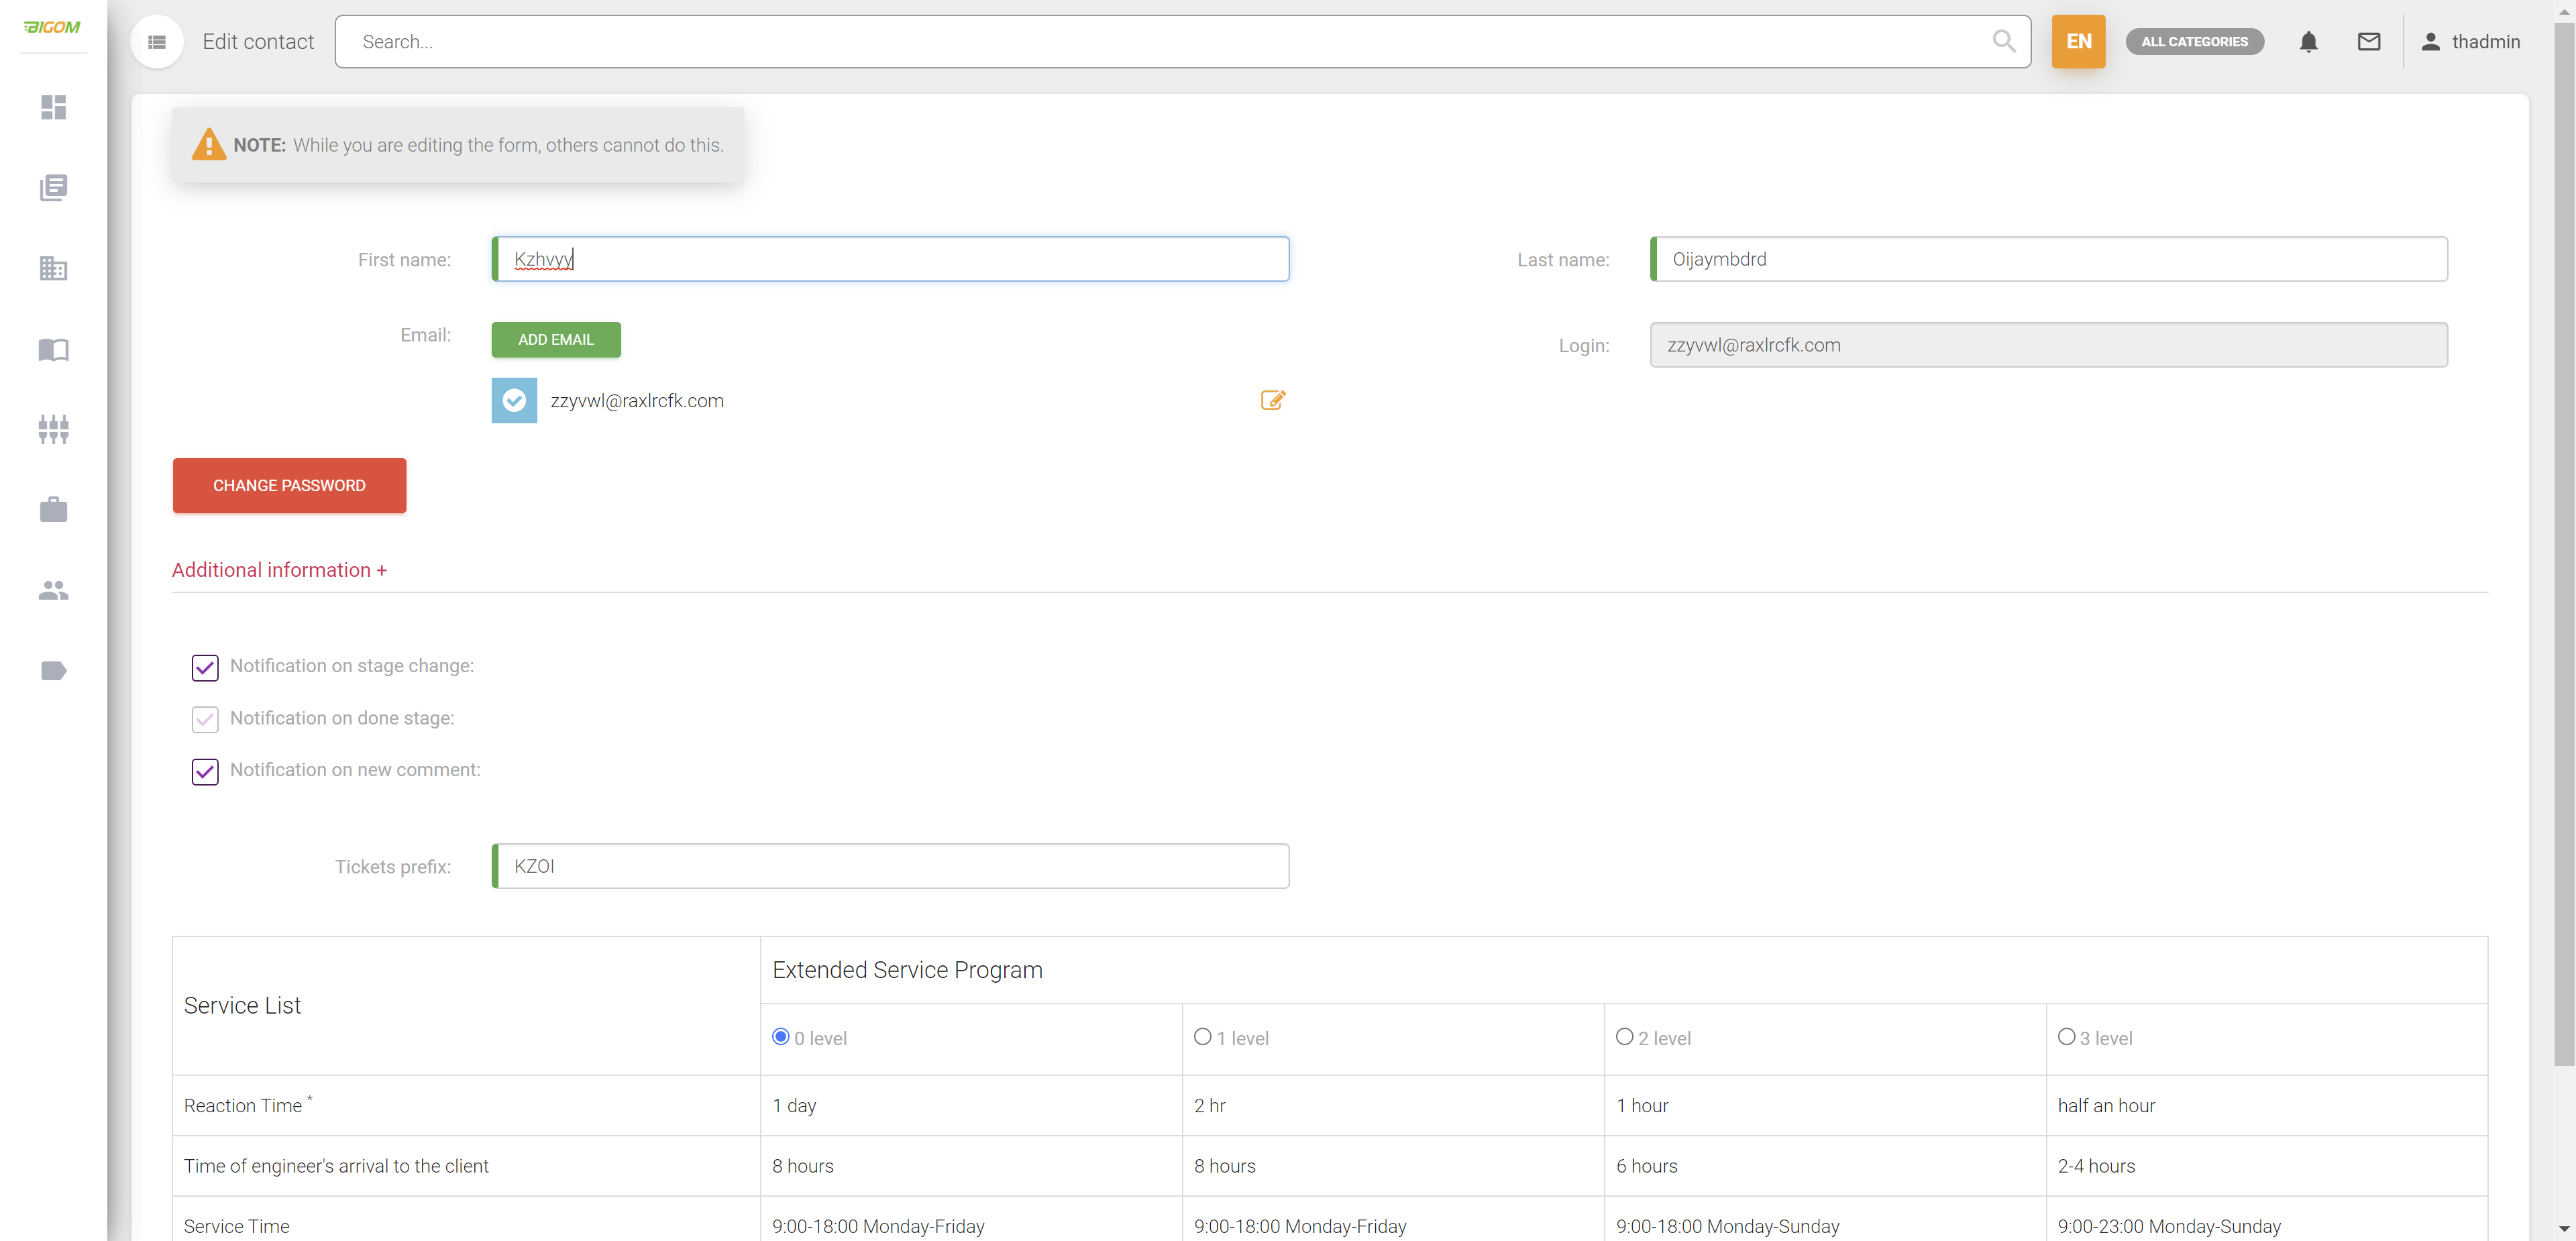 BIGOM
Edit contact
Search...
EN
ALL CATEGORIES
thadmin
NOTE: While you are editing the form, others cannot do this.
First name:
Kzhvyy
Last name:
Oijaymbdrd
Email:
ADD EMAIL
Login:
zzyvwl@raxlrcfk.com
zzyvwl@raxlrcfk.com
CHANGE PASSWORD
Additional information +
Notification on stage change:
Notification on done stage:
Notification on new comment:
Tickets prefix:
KZOI
Service List
Extended Service Program
0 level
1 level
2 level
3 level
Reaction Time *
1 day
2 hr
1 hour
half an hour
Time of engineer's arrival to the client
8 hours
8 hours
6 hours
2-4 hours
Service Time
9:00-18:00 Monday-Friday
9:00-18:00 Monday-Friday
9:00-18:00 Monday-Sunday
9:00-23:00 Monday-Sunday